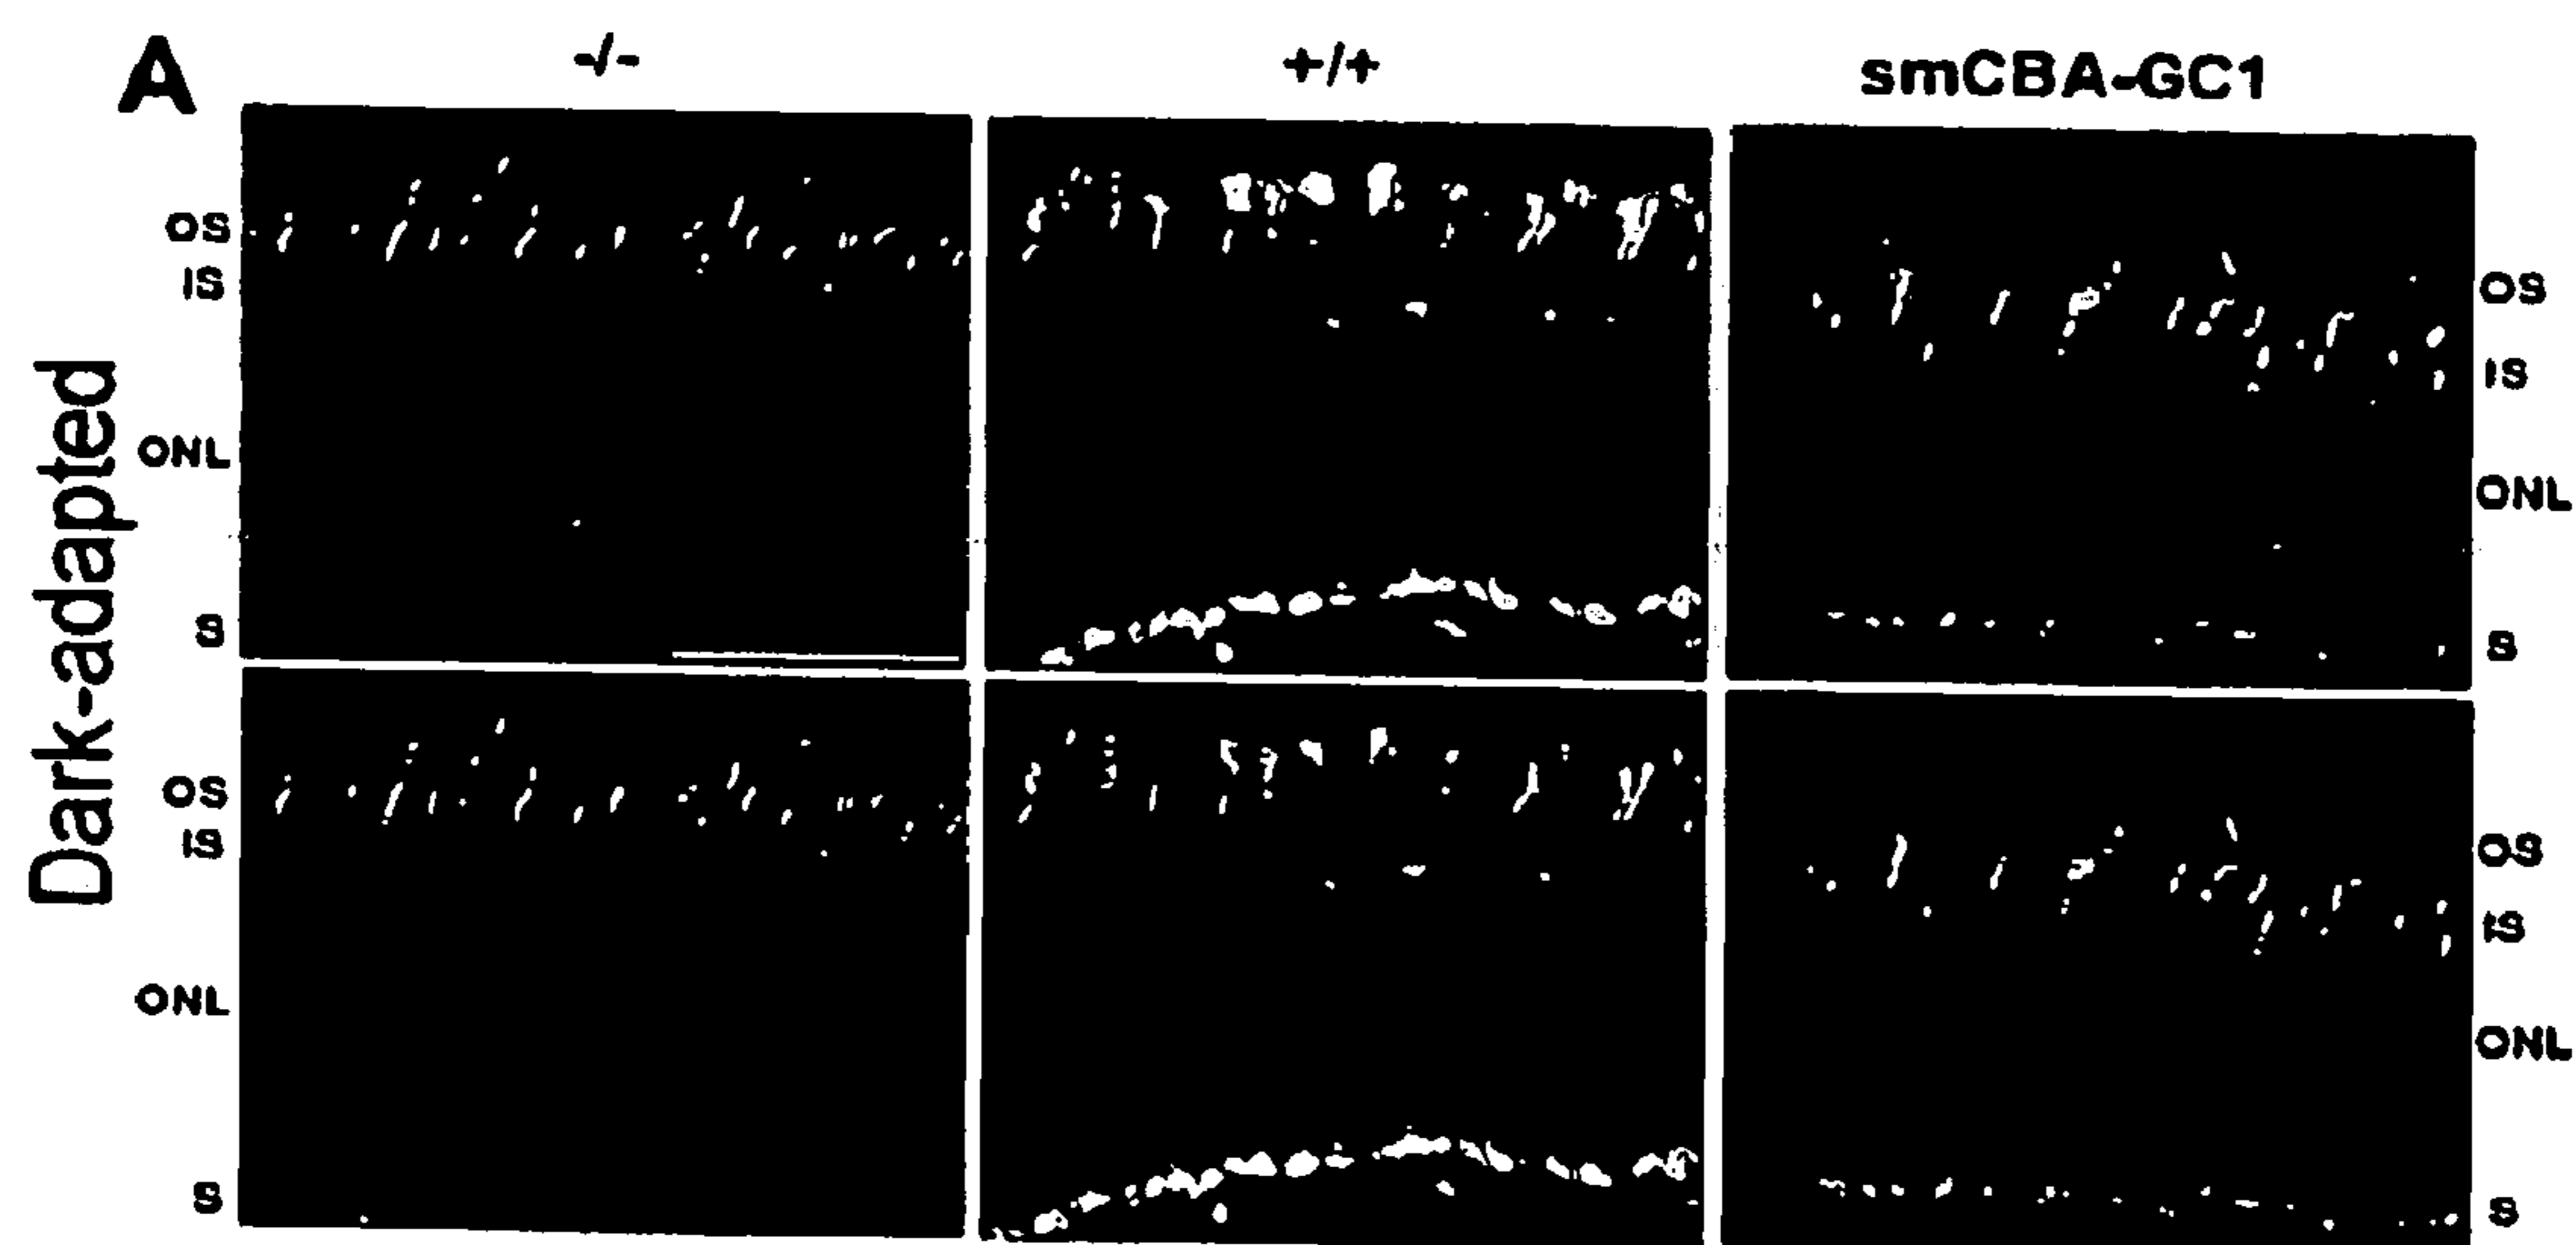 A
-/- +/+ smCBA-GC1
Dark-adapted
OS
IS
ONL
S
OS
IS
ONL
S
OS
IS
ONL
S
OS
IS
ONL
S